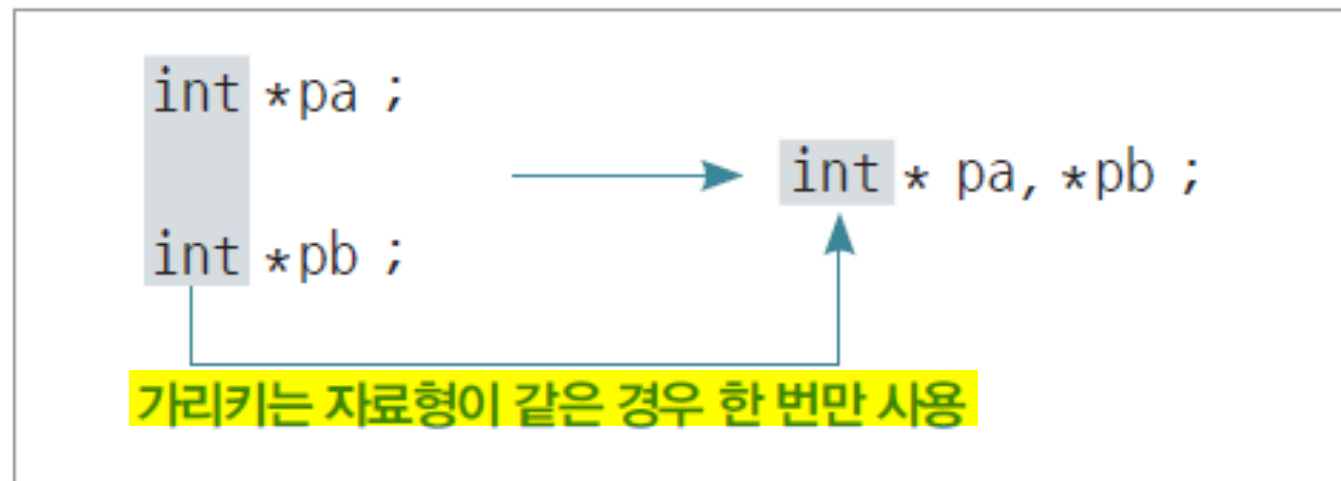 int *pa ;
int * pa, *pb ;
int *pb ;
가리키는 자료형이 같은 경우 한 번만 사용